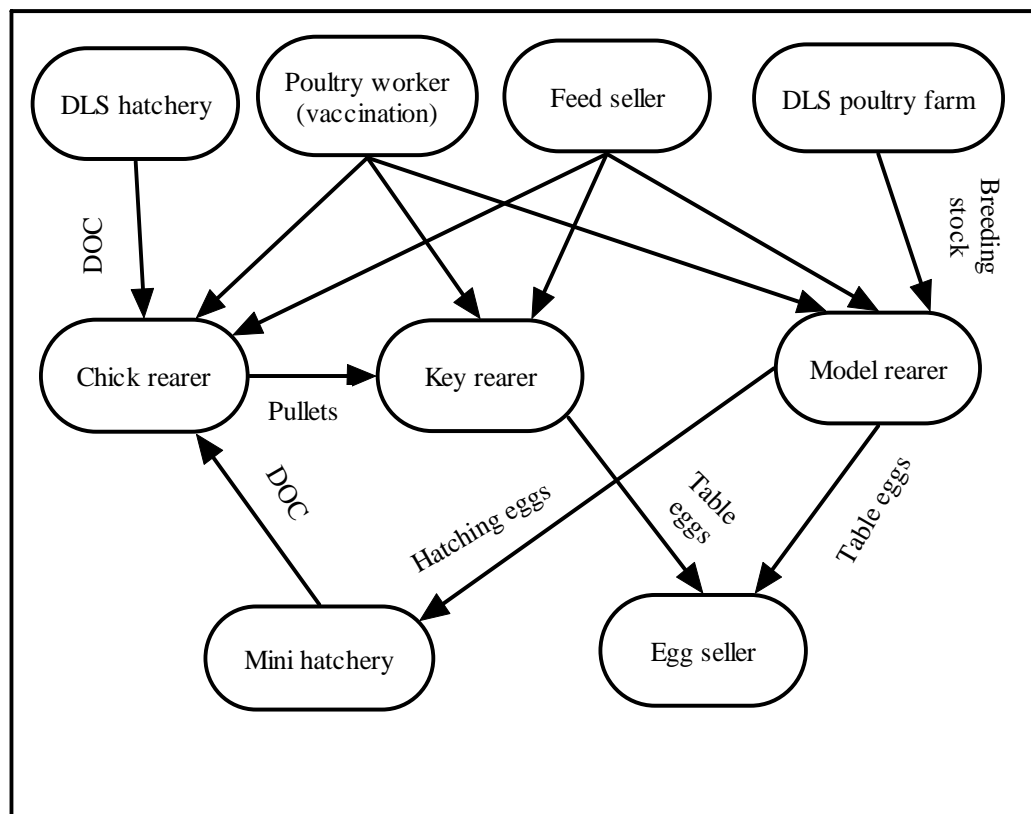 DLS hatchery
Poultry worker
(vaccination)
Feed seller
DLS poultry farm
DOC
Breeding
stock
Chick rearer
Pullets
Key rearer
Model rearer
DOC
Hatching eggs
Table
eggs
Table eggs
Mini hatchery
Egg seller